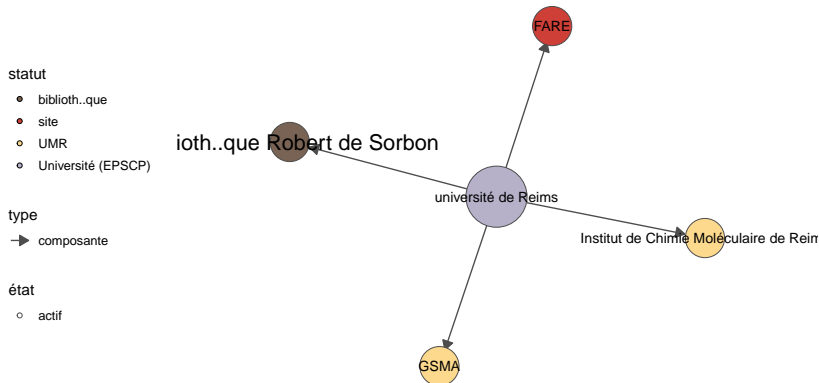 statut
biblioth..que
site
UMR
Université (EPSCP)
type
composante
état
actif
FARE
ioth..que Robert de Sorbon
université de Reims
Institut de Chimie Moléculaire de Reim
GSMA